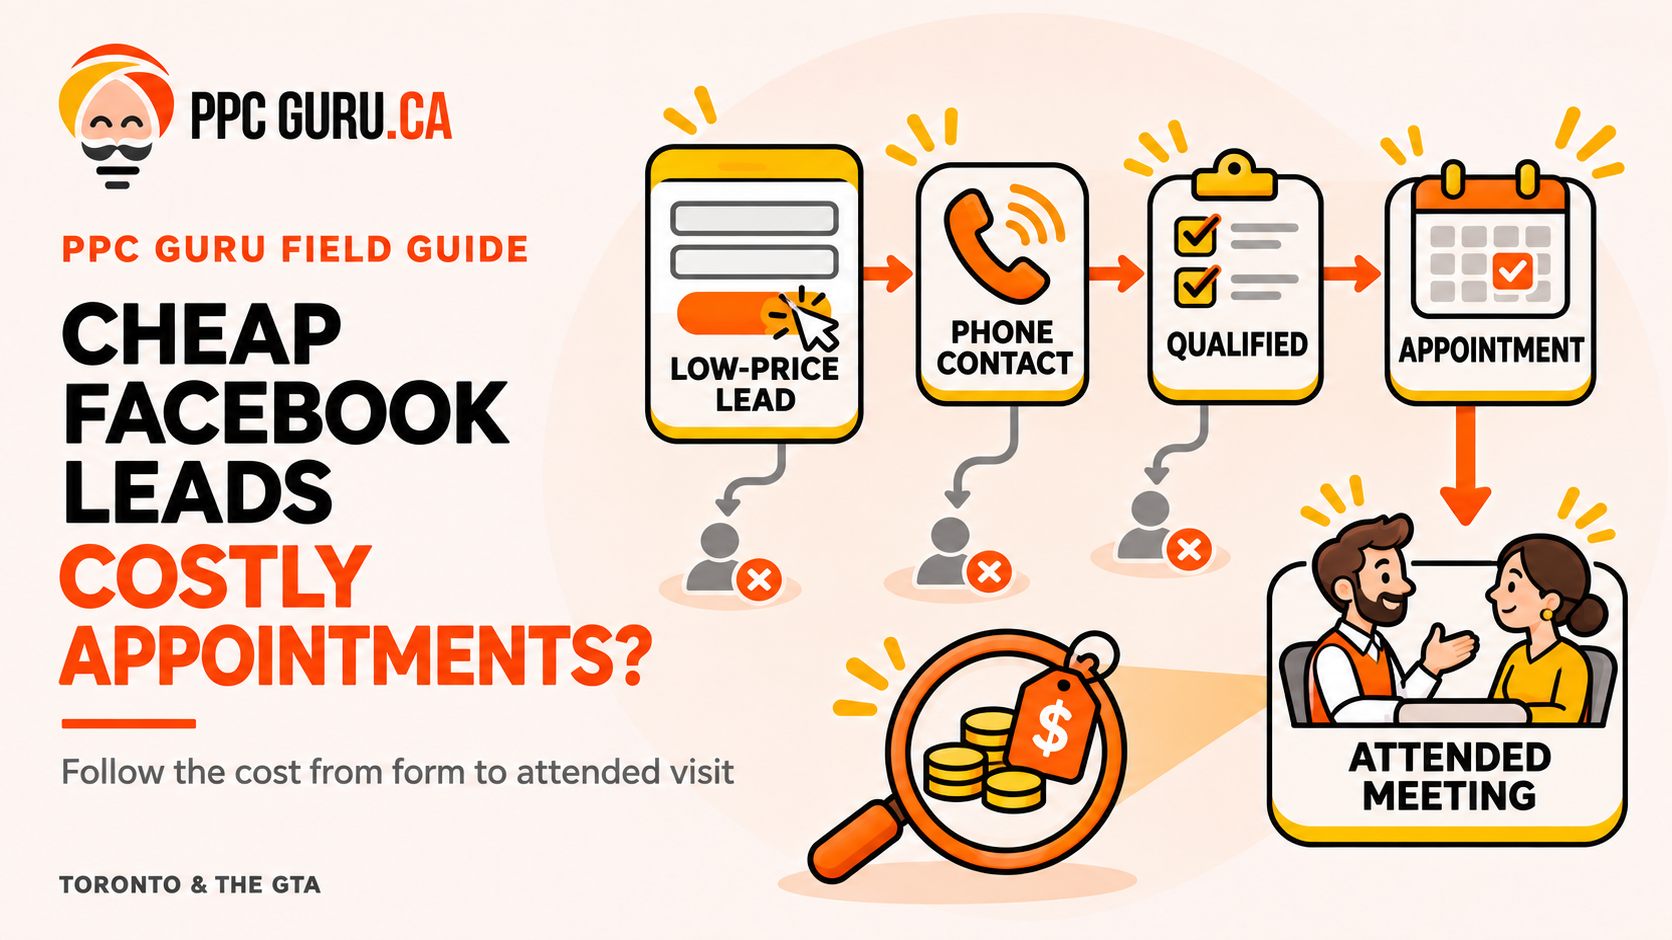 PPC GURU.CA
PPC GURU FIELD GUIDE
CHEAP
FACEBOOK
LEADS
COSTLY
APPOINTMENTS?
Follow the cost from form to attended visit
TORONTO & THE GTA
LOW-PRICE
LEAD
PHONE
CONTACT
QUALIFIED
APPOINTMENT
$
ATTENDED
MEETING